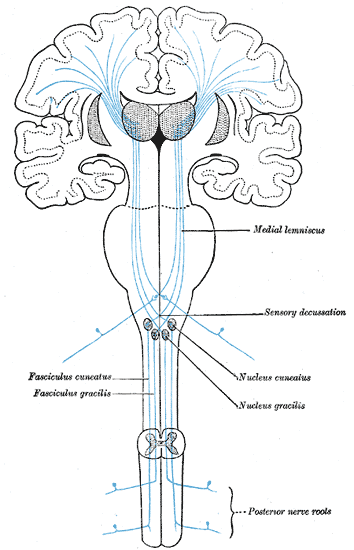 Medial lemniscus
Sensory decussation
Fasciculus cuneatus
Nucleus cuneatus
Fasciculus gracilis
Nucleus gracilis
Posterior nerve roots